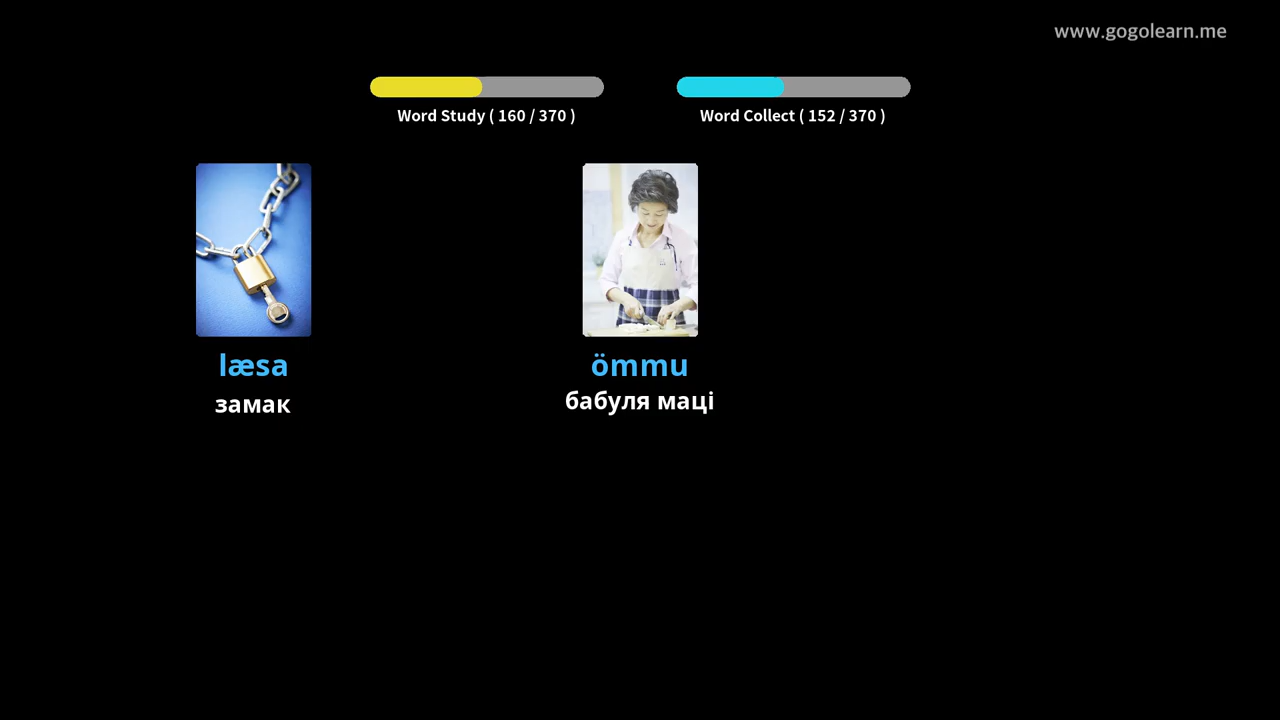 www.gogolearn.me
Word Study ( 160 / 370 )
Word Collect ( 152 / 370 )
læsa
замак
ömmu
бабуля маці